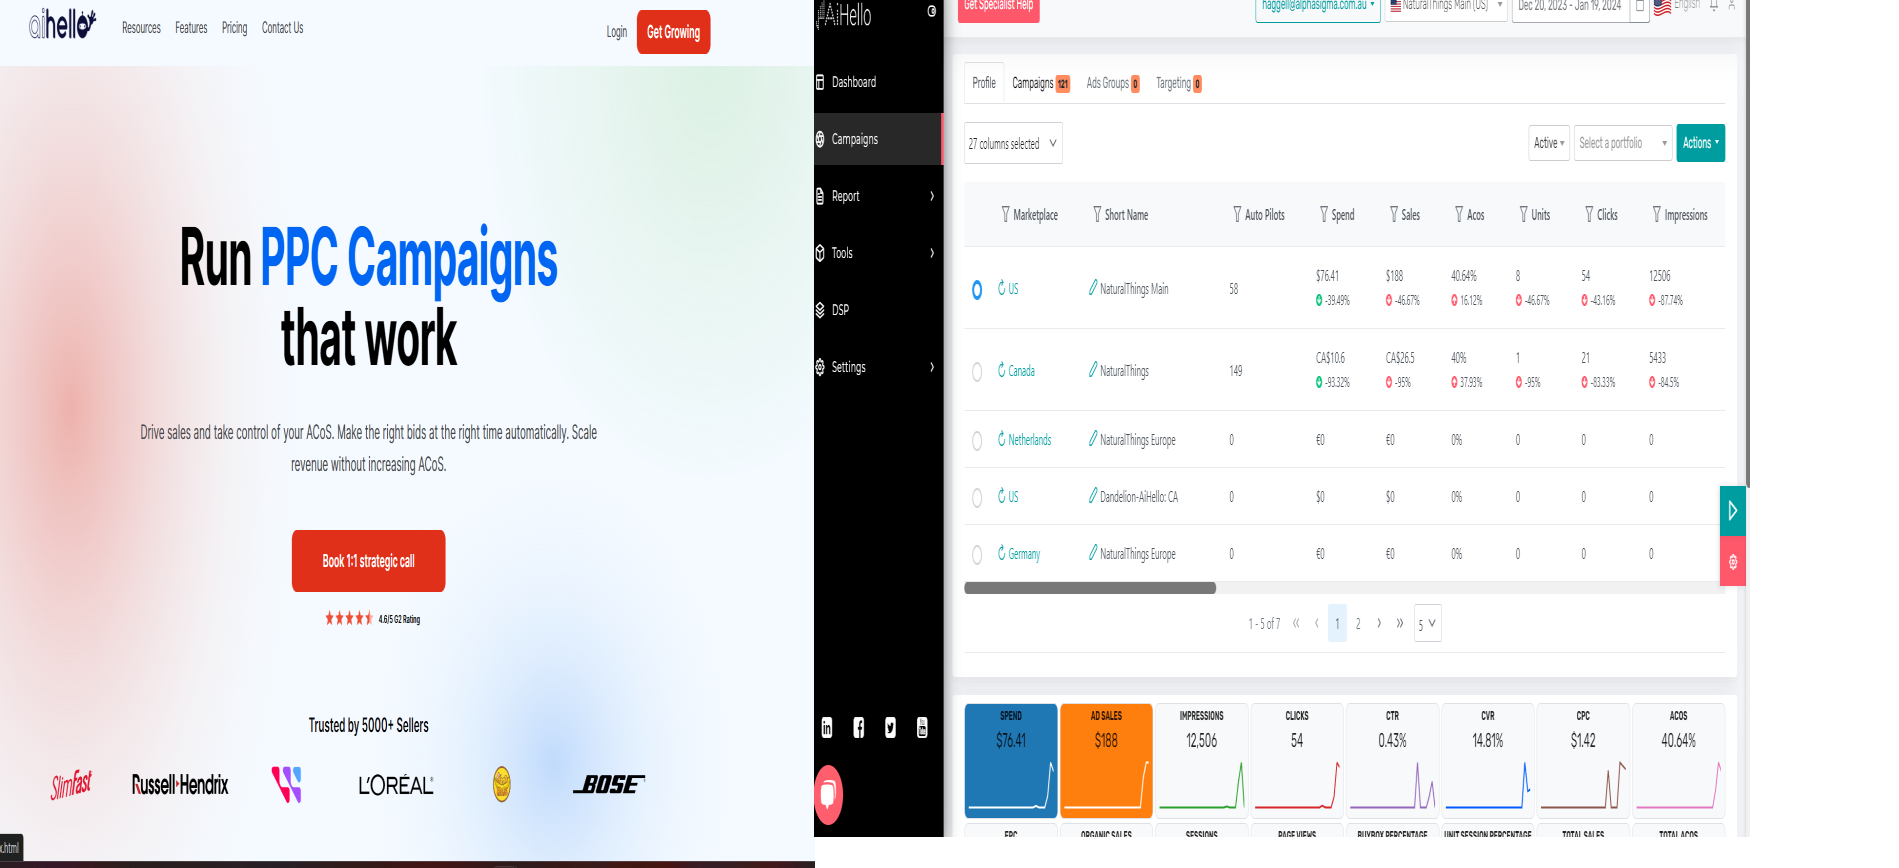 aihello
Resources Features Pricing Contact Us
Login Get Growing
Run PPC Campaigns
that work
Drive sales and take control of your ACoS. Make the right bids at the right time automatically. Scale
revenue without increasing ACoS.
Book 1:1 strategic call
4.6/5 G2 Rating
Trusted by 5000+ Sellers
SlimFast Russell-Hendrix L'ORÉAL BOSE
.html
AiHello
Dashboard
Campaigns
Report
Tools
DSP
Settings
Get Specialist Help
haggell@alphasigma.com.au NaturalThings Main (US) Dec 20, 2023 - Jan 19, 2024 English
Profile Campaigns 121 Ads Groups 0 Targeting 0
27 columns selected Active Select a portfolio Actions
Marketplace Short Name Auto Pilots Spend Sales Acos Units Clicks Impressions
US NaturalThings Main 58 $76.41 $188 40.64% 8 54 12506
-39.49% -46.67% 16.12% -46.67% -43.16% -87.74%
Canada NaturalThings 149 CA$10.6 CA$26.5 40% 1 21 5433
-93.32% -95% 37.93% -95% -83.33% -84.5%
Netherlands NaturalThings Europe 0 €0 €0 0% 0 0 0
US Dandelion-AiHello: CA 0 $0 $0 0% 0 0 0
Germany NaturalThings Europe 0 €0 €0 0% 0 0 0
1 - 5 of 7 « ‹ 1 2 › » 5
SPEND AD SALES IMPRESSIONS CLICKS CTR CVR CPC ACOS
$76.41 $188 12,506 54 0.43% 14.81% $1.42 40.64%
EPC ORGANIC SALES SESSIONS PAGE VIEWS BUYBOX PERCENTAGE UNIT SESSION PERCENTAGE TOTAL SALES TOTAL ACOS